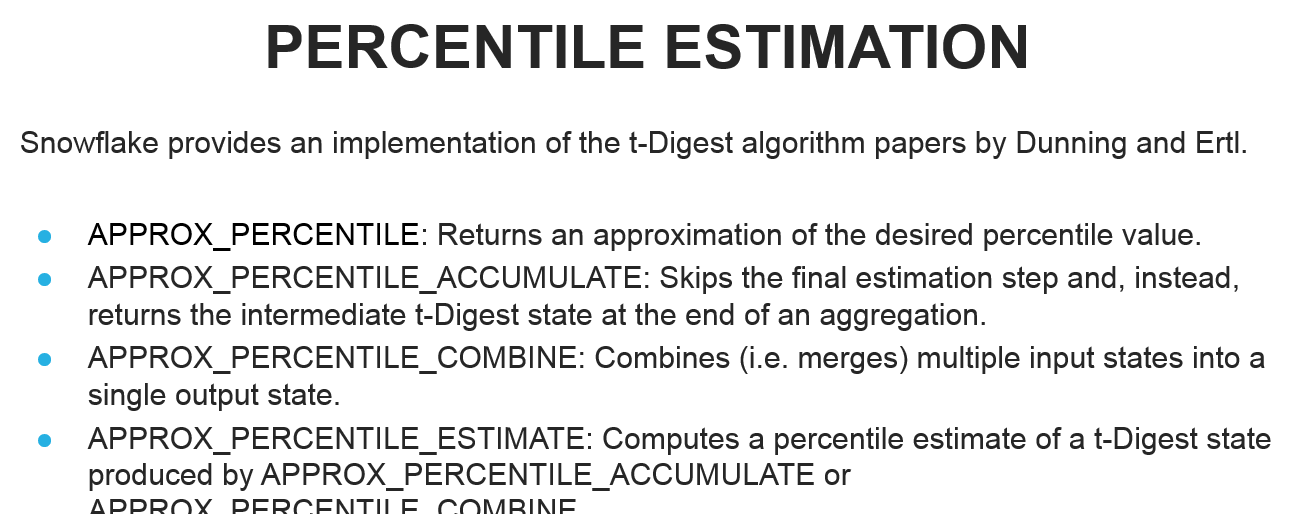 PERCENTILE ESTIMATION
Snowflake provides an implementation of the t-Digest algorithm papers by Dunning and Ertl.
● APPROX_PERCENTILE: Returns an approximation of the desired percentile value.
● APPROX_PERCENTILE_ACCUMULATE: Skips the final estimation step and, instead,
returns the intermediate t-Digest state at the end of an aggregation.
● APPROX_PERCENTILE_COMBINE: Combines (i.e. merges) multiple input states into a
single output state.
● APPROX_PERCENTILE_ESTIMATE: Computes a percentile estimate of a t-Digest state
produced by APPROX_PERCENTILE_ACCUMULATE or
APPROX_PERCENTILE_COMBINE